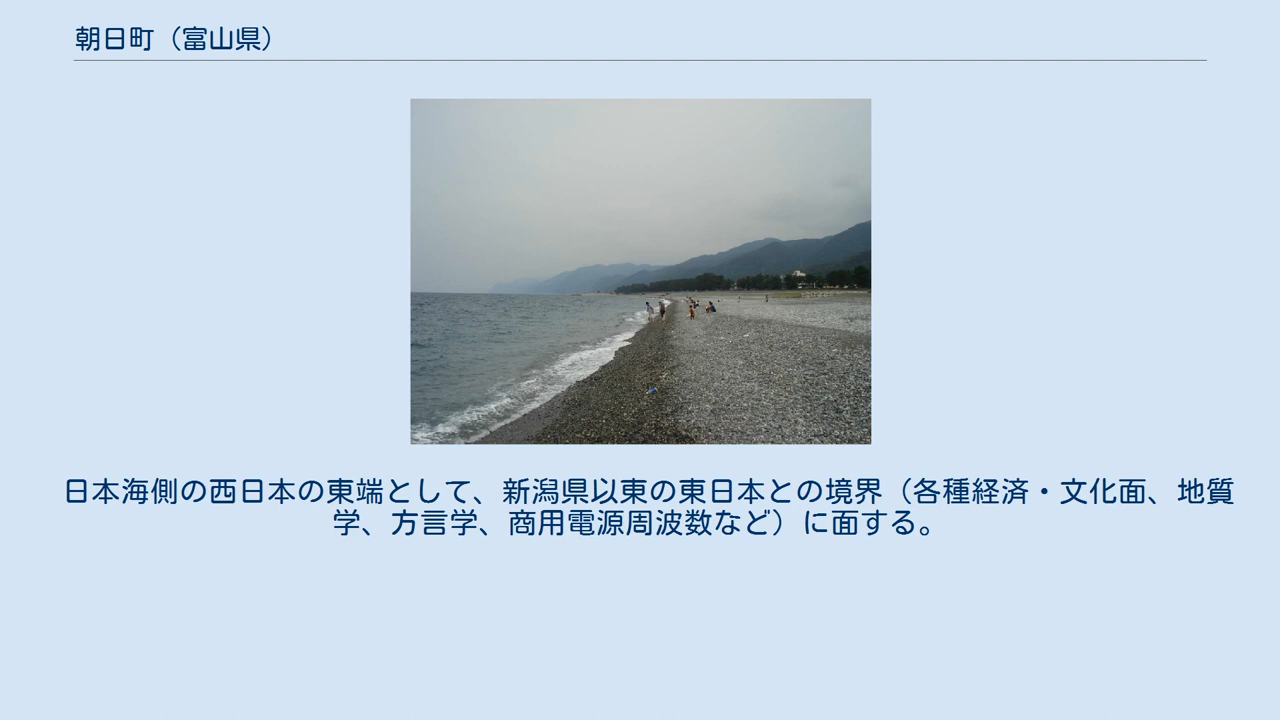 朝日町（富山県）
日本海側の西日本の東端として、新潟県以東の東日本との境界（各種経済・文化面、地質
学、方言学、商用電源周波数など）に面する。